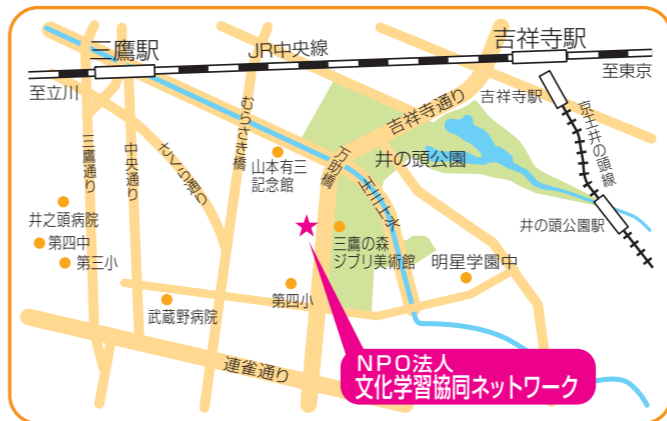 三鷹駅
JR中央線
吉祥寺駅
至立川
至東京
吉祥寺駅
京王井の頭線
吉祥寺通り
むらさき橋
三鷹通り
中央通り
さくら通り
山本有三
記念館
万助橋
井の頭公園
玉川上水
井之頭病院
第四中
第三小
三鷹の森
ジブリ美術館
明星学園中
井の頭公園駅
第四小
武蔵野病院
連雀通り
NPO法人
文化学習協同ネットワーク